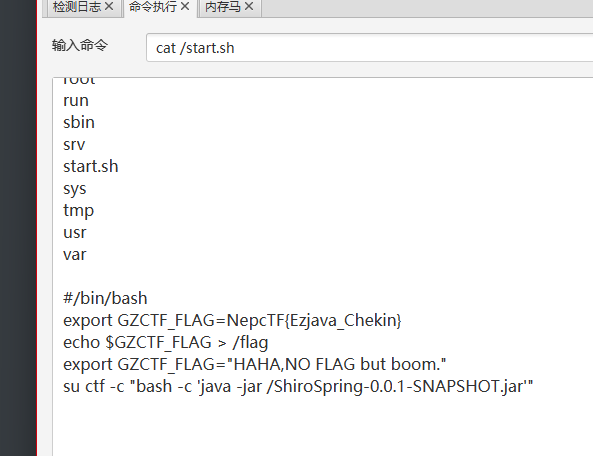 检测日志 命令执行 内存马
输入命令 cat /start.sh
root
run
sbin
srv
start.sh
sys
tmp
usr
var
#/bin/bash
export GZCTF_FLAG=NepcTF{Ezjava_Chekin}
echo $GZCTF_FLAG > /flag
export GZCTF_FLAG="HAHA,NO FLAG but boom."
su ctf -c "bash -c 'java -jar /ShiroSpring-0.0.1-SNAPSHOT.jar'"